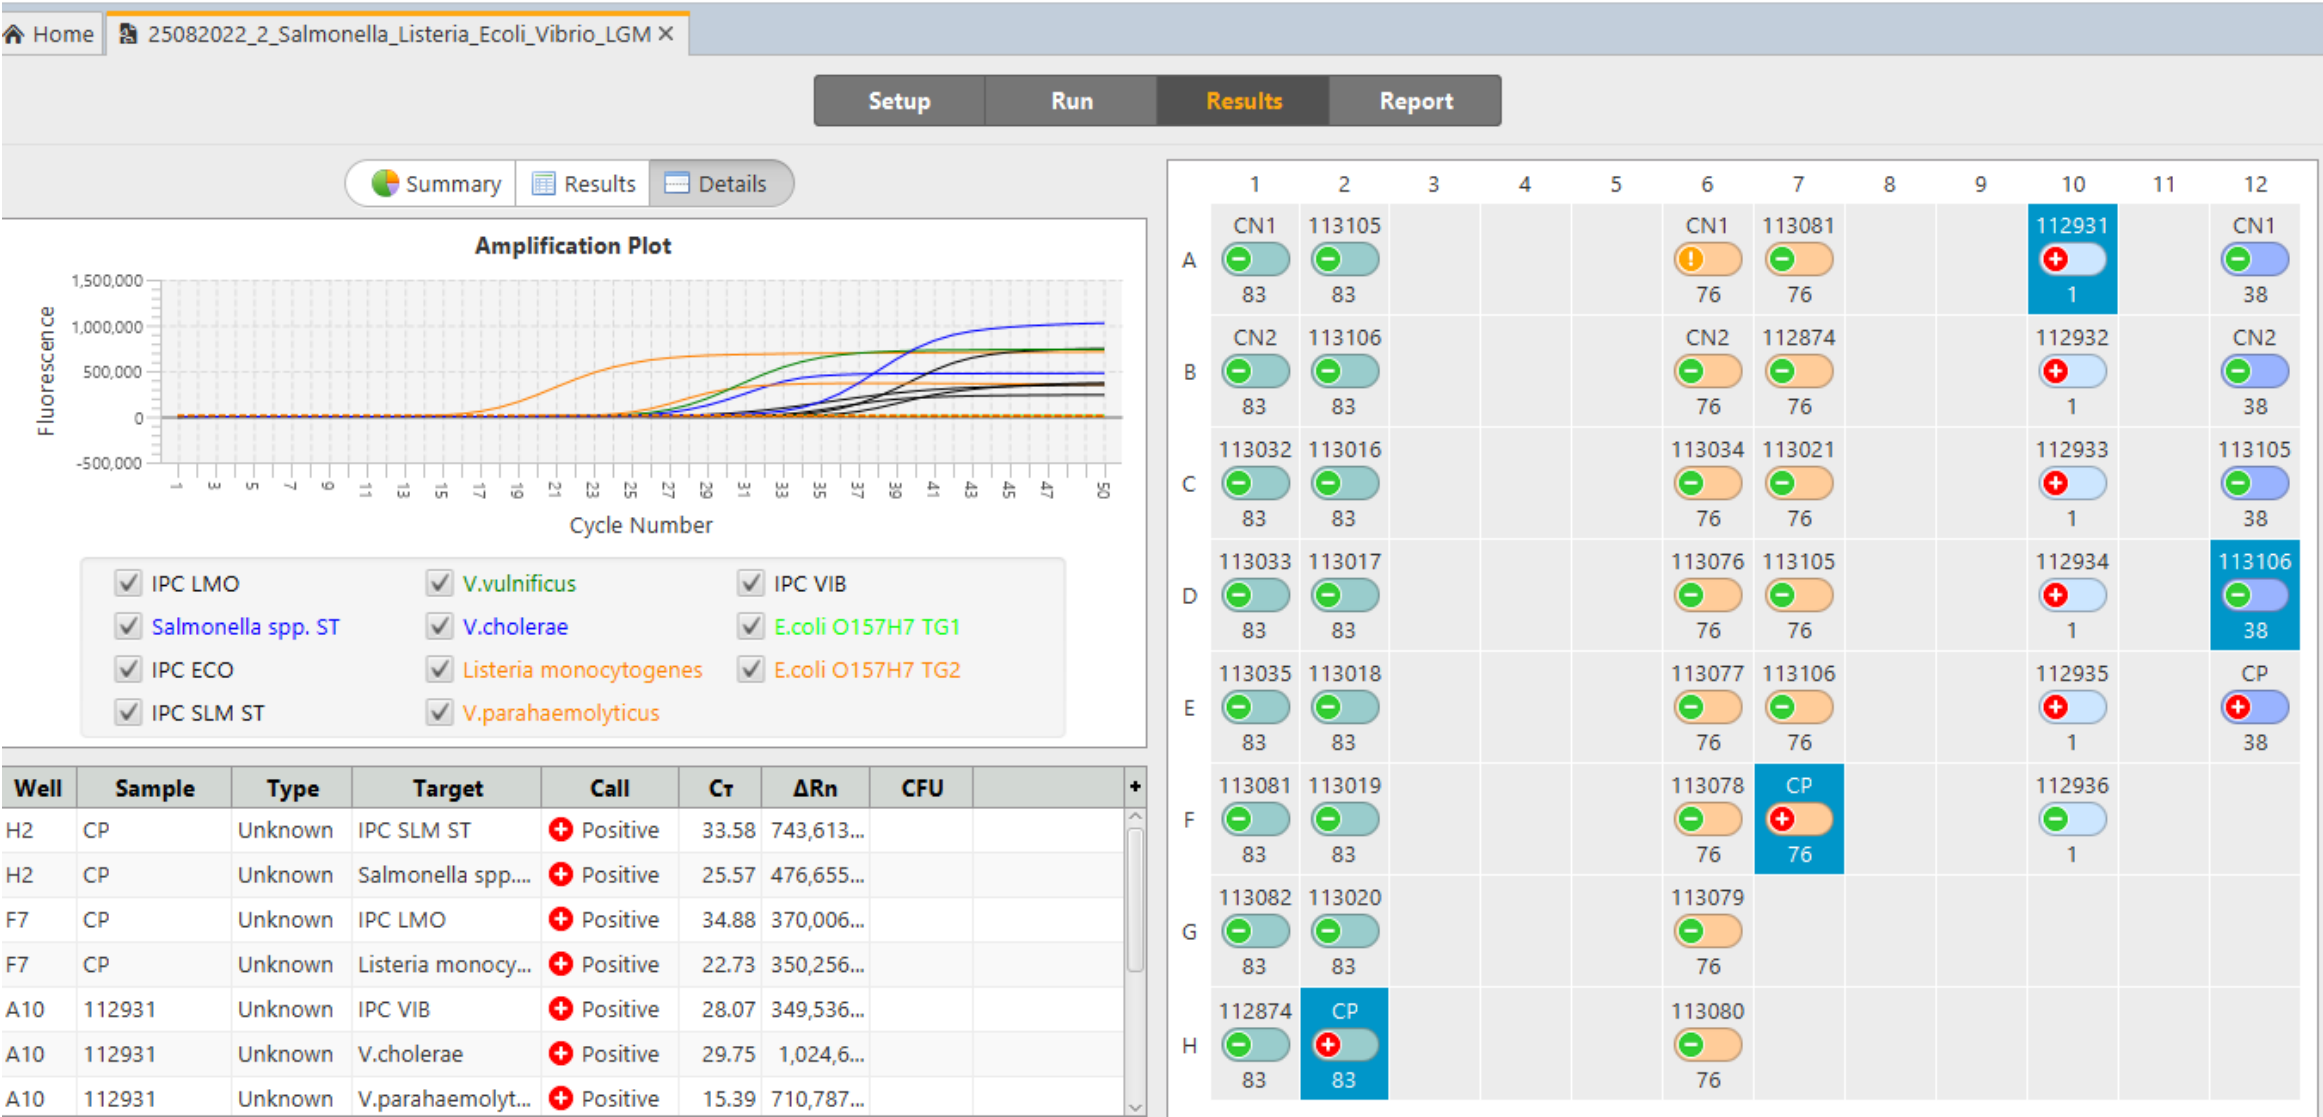 Home 25082022_2_Salmonella_Listeria_Ecoli_Vibrio_LGM
Setup Run Results Report
Summary Results Details
Amplification Plot
Fluorescence
1,500,000
1,000,000
500,000
0
-500,000
1 3 5 7 9 11 13 15 17 19 21 23 25 27 29 31 33 35 37 39 41 43 45 47 50
Cycle Number
IPC LMO V.vulnificus IPC VIB
Salmonella spp. ST V.cholerae E.coli O157H7 TG1
IPC ECO Listeria monocytogenes E.coli O157H7 TG2
IPC SLM ST V.parahaemolyticus
Well Sample Type Target Call Cт ΔRn CFU +
H2 CP Unknown IPC SLM ST Positive 33.58 743,613...
H2 CP Unknown Salmonella spp.... Positive 25.57 476,655...
F7 CP Unknown IPC LMO Positive 34.88 370,006...
F7 CP Unknown Listeria monocy... Positive 22.73 350,256...
A10 112931 Unknown IPC VIB Positive 28.07 349,536...
A10 112931 Unknown V.cholerae Positive 29.75 1,024,6...
A10 112931 Unknown V.parahaemolyt... Positive 15.39 710,787...
1 2 3 4 5 6 7 8 9 10 11 12
CN1 113105 CN1 113081 112931 CN1
A
83 83 76 76 1 38
CN2 113106 CN2 112874 112932 CN2
B
83 83 76 76 1 38
113032 113016 113034 113021 112933 113105
C
83 83 76 76 1 38
113033 113017 113076 113105 112934 113106
D
83 83 76 76 1 38
113035 113018 113077 113106 112935 CP
E
83 83 76 76 1 38
113081 113019 113078 CP 112936
F
83 83 76 76 1
113082 113020 113079
G
83 83 76
112874 CP 113080
H
83 83 76